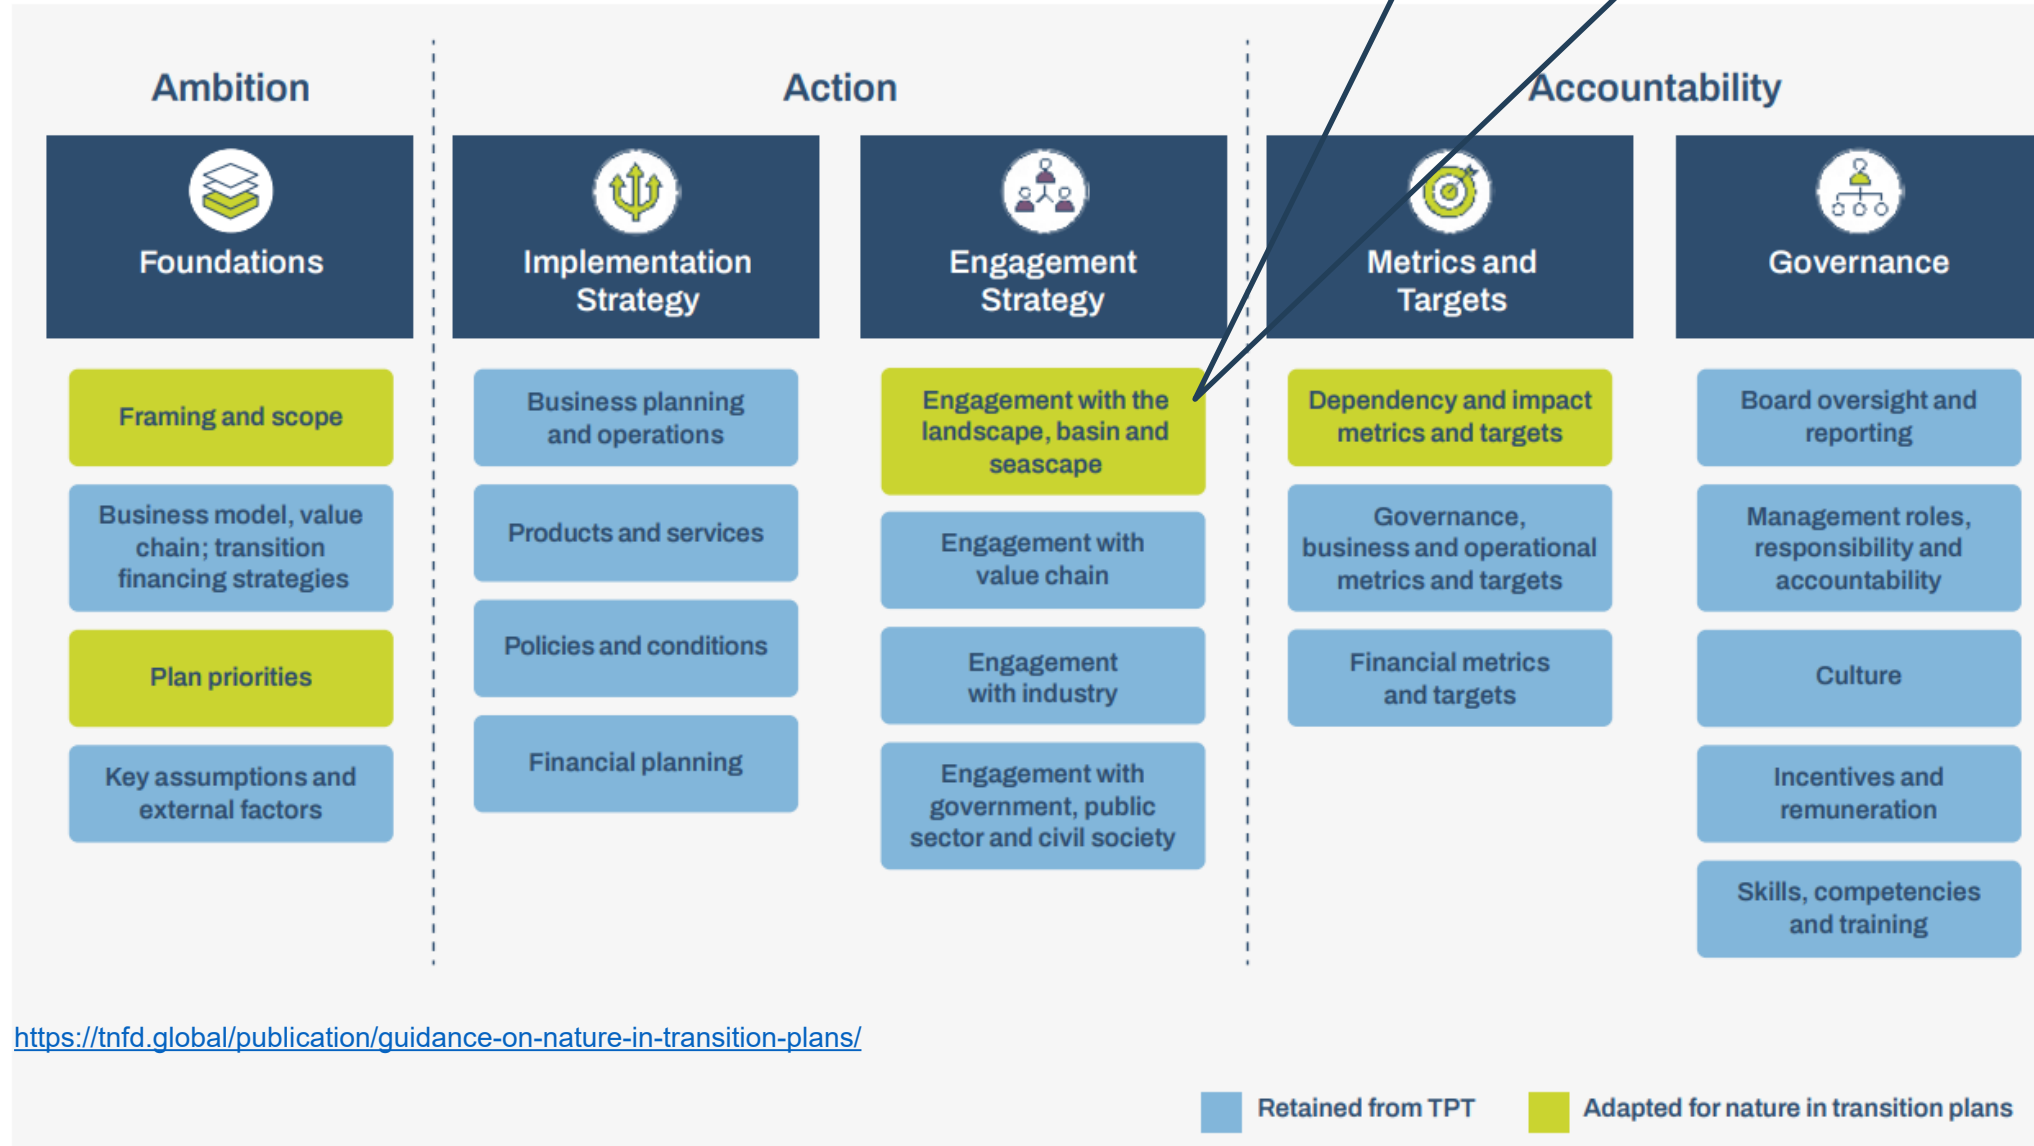 Ambition
Action
Accountability
Foundations
Implementation
Strategy
Engagement
Strategy
Metrics and
Targets
Governance
Framing and scope
Business model, value
chain; transition
financing strategies
Plan priorities
Key assumptions and
external factors
Business planning
and operations
Products and services
Policies and conditions
Financial planning
Engagement with the
landscape, basin and
seascape
Engagement with
value chain
Engagement
with industry
Engagement with
government, public
sector and civil society
Dependency and impact
metrics and targets
Governance,
business and operational
metrics and targets
Financial metrics
and targets
Board oversight and
reporting
Management roles,
responsibility and
accountability
Culture
Incentives and
remuneration
Skills, competencies
and training
https://tnfd.global/publication/guidance-on-nature-in-transition-plans/
Retained from TPT
Adapted for nature in transition plans